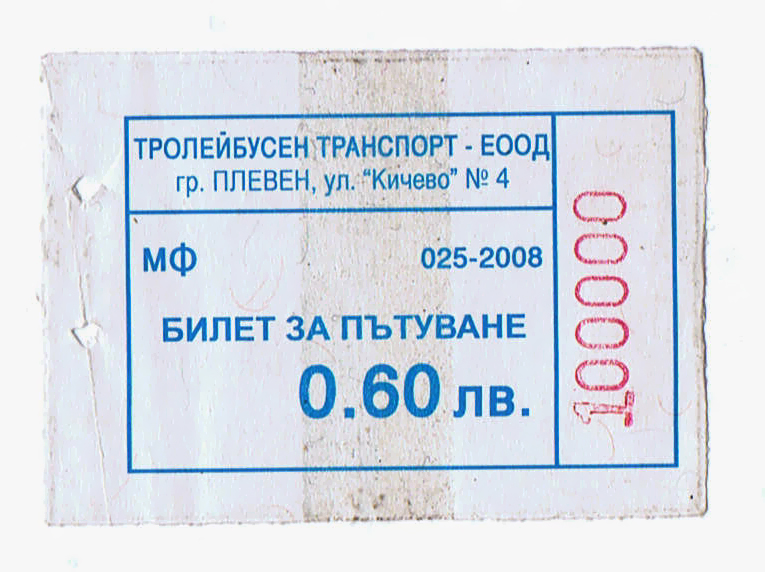 ТРОЛЕЙБУСЕН ТРАНСПОРТ - ЕООД
гр. ПЛЕВЕН, ул. “Кичево” № 4
МФ 025-2008
БИЛЕТ ЗА ПЪТУВАНЕ
0.60 лв.
100000